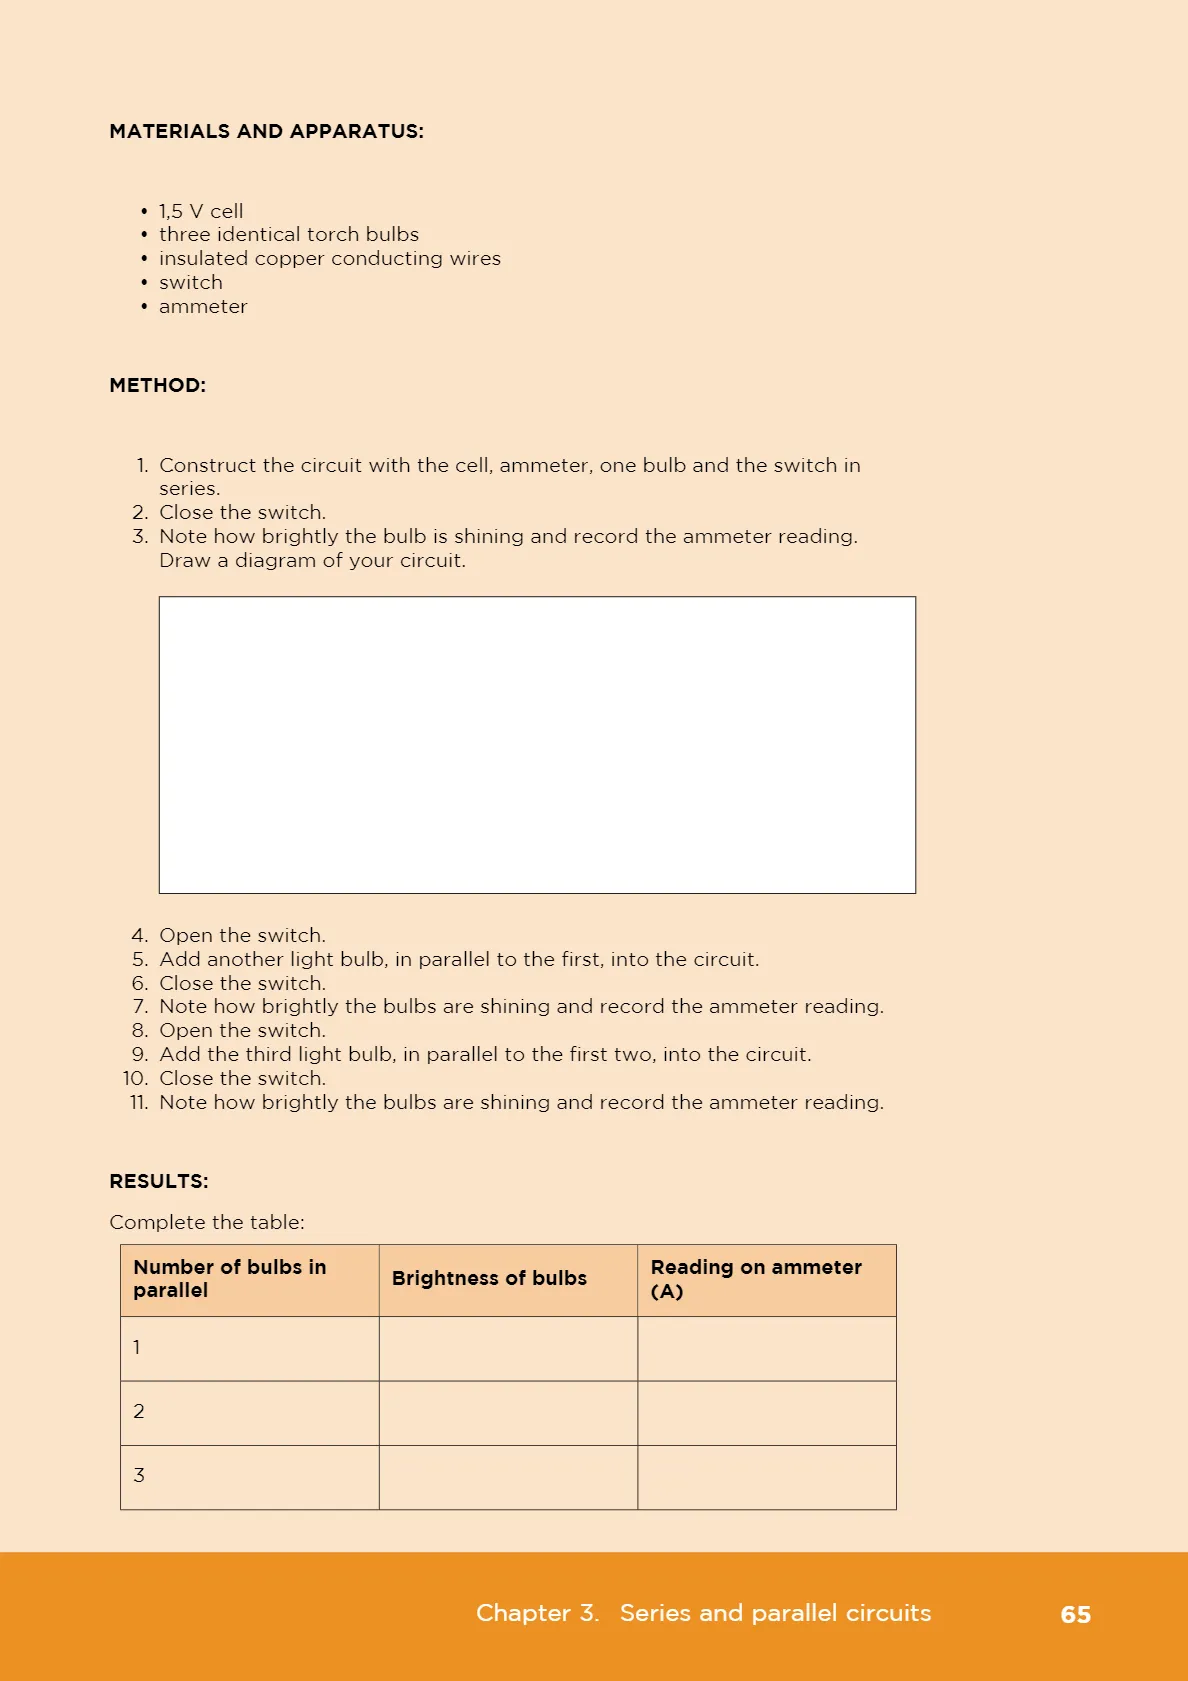 MATERIALS AND APPARATUS:
• 1,5 V cell
• three identical torch bulbs
• insulated copper conducting wires
• switch
• ammeter
METHOD:
1. Construct the circuit with the cell, ammeter, one bulb and the switch in
series.
2. Close the switch.
3. Note how brightly the bulb is shining and record the ammeter reading.
Draw a diagram of your circuit.
4. Open the switch.
5. Add another light bulb, in parallel to the first, into the circuit.
6. Close the switch.
7. Note how brightly the bulbs are shining and record the ammeter reading.
8. Open the switch.
9. Add the third light bulb, in parallel to the first two, into the circuit.
10. Close the switch.
11. Note how brightly the bulbs are shining and record the ammeter reading.
RESULTS:
Complete the table:
Number of bulbs in
parallel
Brightness of bulbs
Reading on ammeter
(A)
1
2
3
Chapter 3. Series and parallel circuits 65